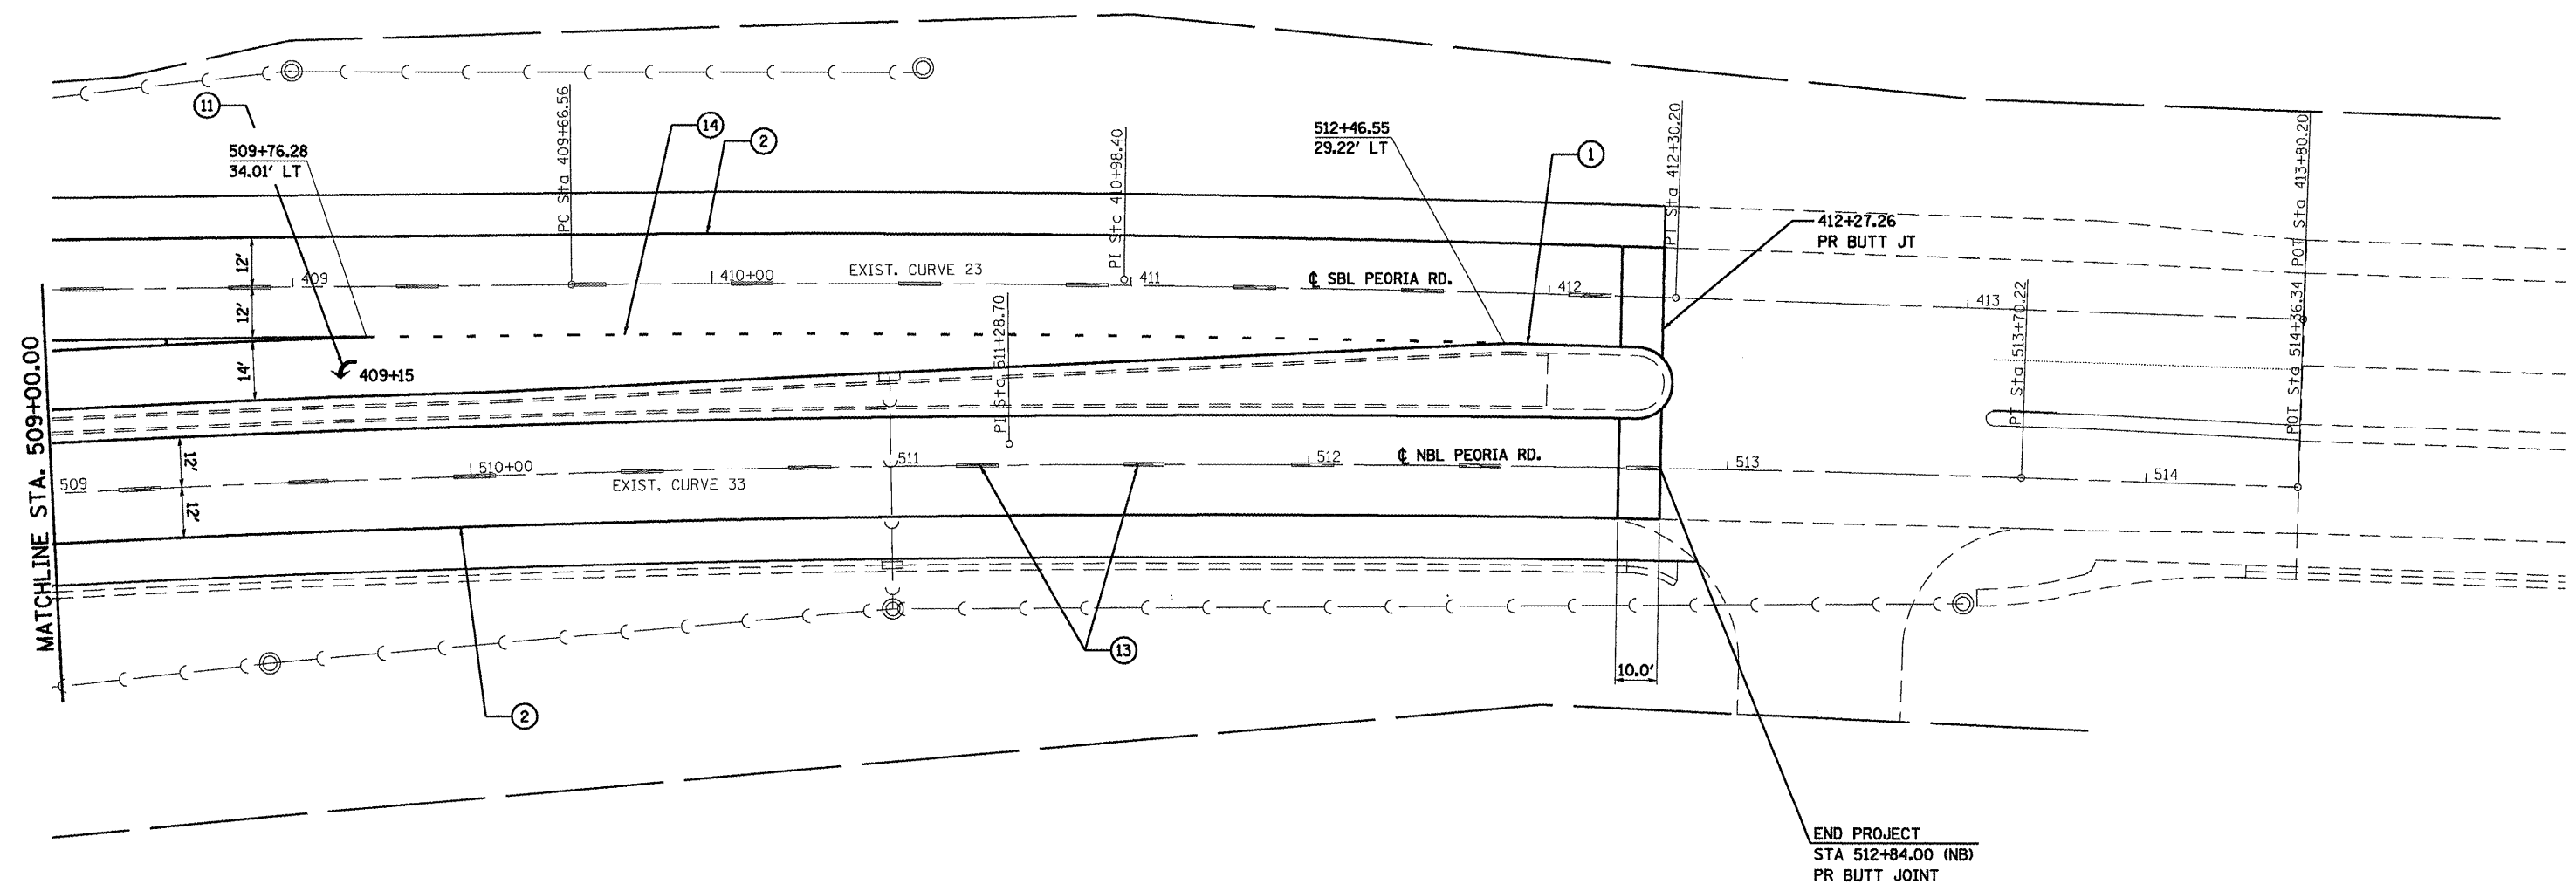 11
509+76.28
34.01' LT
PC Sta 409+66.56
14
2
PI Sta 410+98.40
512+46.55
29.22' LT
1
PT Sta 412+30.20
POT Sta 413+80.20
412+27.26
PR BUTT JT
12'
409
410+00
EXIST. CURVE 23
411
℄ SBL PEORIA RD.
412
413
12'
PI Sta 511+28.70
PT Sta 513+70.22
POT Sta 514+36.34
14'
409+15
MATCHLINE STA. 509+00.00
12'
509
510+00
511
512
℄ NBL PEORIA RD.
513
514
EXIST. CURVE 33
12'
13
10.0'
2
END PROJECT
STA 512+84.00 (NB)
PR BUTT JOINT